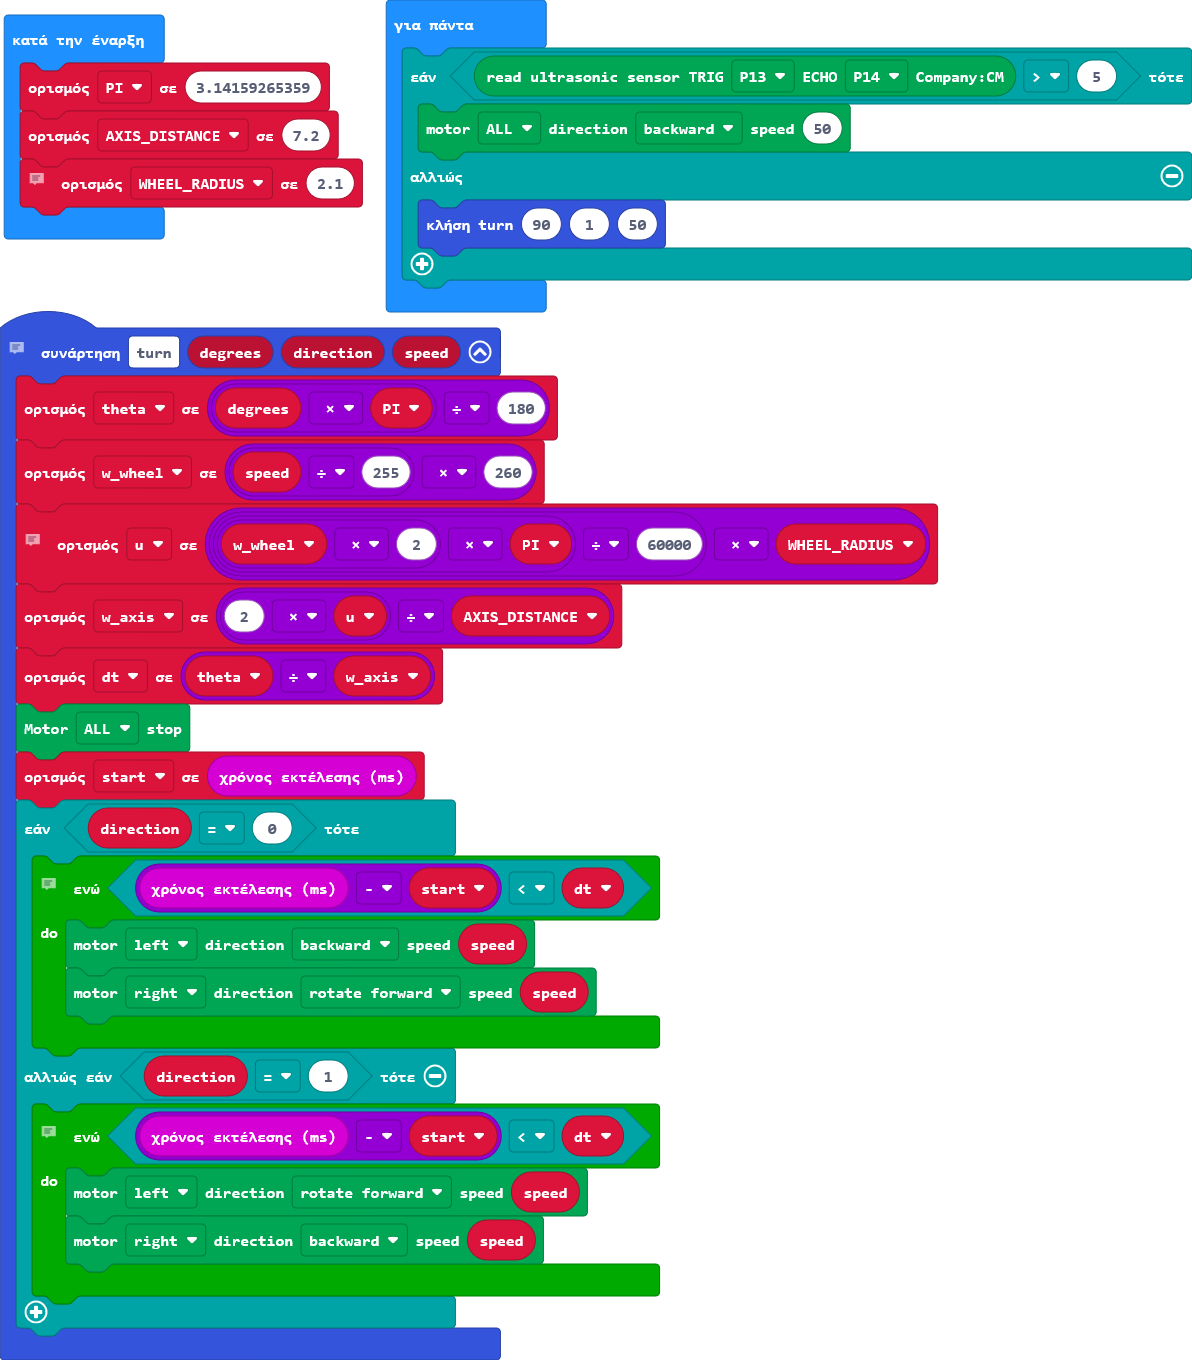 κατά την έναρξη
ορισμός PI σε 3.14159265359
ορισμός AXIS_DISTANCE σε 7.2
ορισμός WHEEL_RADIUS σε 2.1
για πάντα
εάν read ultrasonic sensor TRIG P13 ECHO P14 Company:CM > 5 τότε
motor ALL direction backward speed 50
αλλιώς
κλήση turn 90 1 50
συνάρτηση turn degrees direction speed
ορισμός theta σε degrees × PI ÷ 180
ορισμός w_wheel σε speed ÷ 255 × 260
ορισμός u σε w_wheel × 2 × PI ÷ 60000 × WHEEL_RADIUS
ορισμός w_axis σε 2 × u ÷ AXIS_DISTANCE
ορισμός dt σε theta ÷ w_axis
Motor ALL stop
ορισμός start σε χρόνος εκτέλεσης (ms)
εάν direction = 0 τότε
ενώ χρόνος εκτέλεσης (ms) - start < dt
do
motor left direction backward speed speed
motor right direction rotate forward speed speed
αλλιώς εάν direction = 1 τότε
ενώ χρόνος εκτέλεσης (ms) - start < dt
do
motor left direction rotate forward speed speed
motor right direction backward speed speed